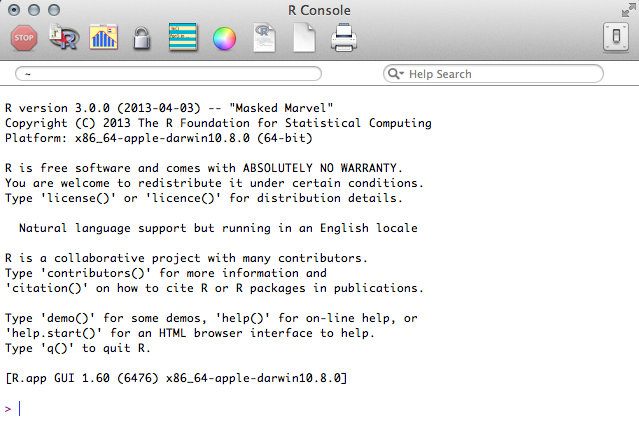 R Console
STOP
~
Help Search
R version 3.0.0 (2013-04-03) -- "Masked Marvel"
Copyright (C) 2013 The R Foundation for Statistical Computing
Platform: x86_64-apple-darwin10.8.0 (64-bit)
R is free software and comes with ABSOLUTELY NO WARRANTY.
You are welcome to redistribute it under certain conditions.
Type 'license()' or 'licence()' for distribution details.
Natural language support but running in an English locale
R is a collaborative project with many contributors.
Type 'contributors()' for more information and
'citation()' on how to cite R or R packages in publications.
Type 'demo()' for some demos, 'help()' for on-line help, or
'help.start()' for an HTML browser interface to help.
Type 'q()' to quit R.
[R.app GUI 1.60 (6476) x86_64-apple-darwin10.8.0]
>